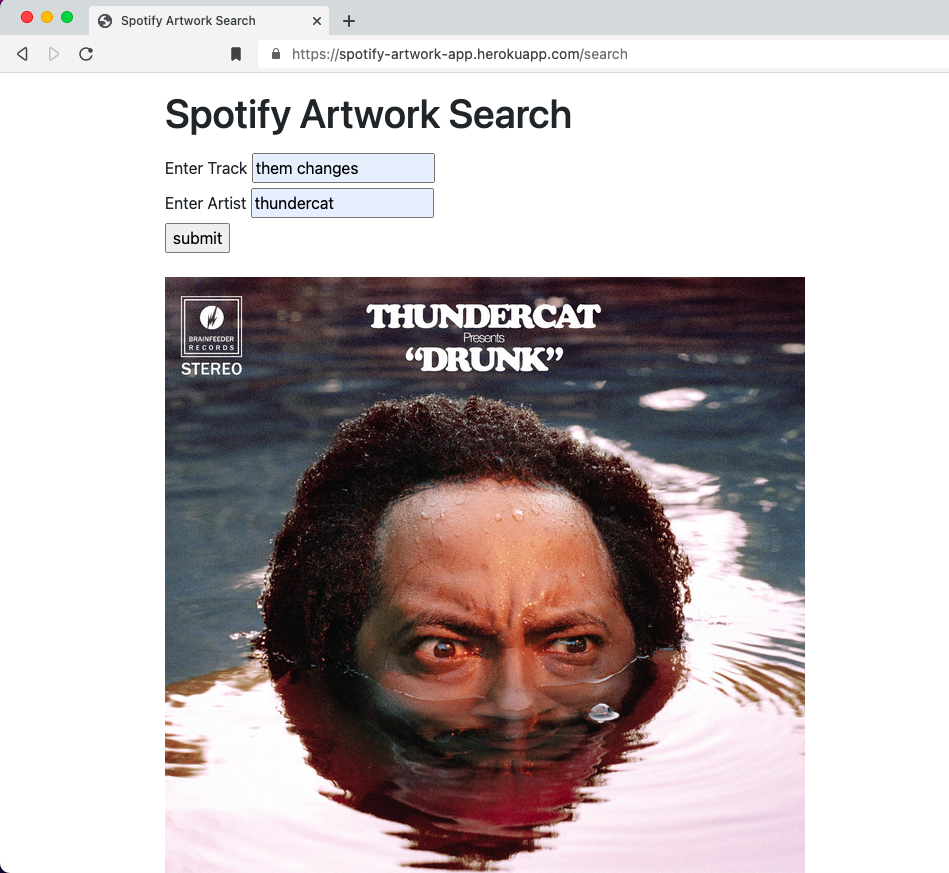 Spotify Artwork Search
https://spotify-artwork-app.herokuapp.com/search
Spotify Artwork Search
Enter Track them changes
Enter Artist thundercat
submit
BRAINFEEDER
RECORDS
STEREO
THUNDERCAT
Presents
“DRUNK”